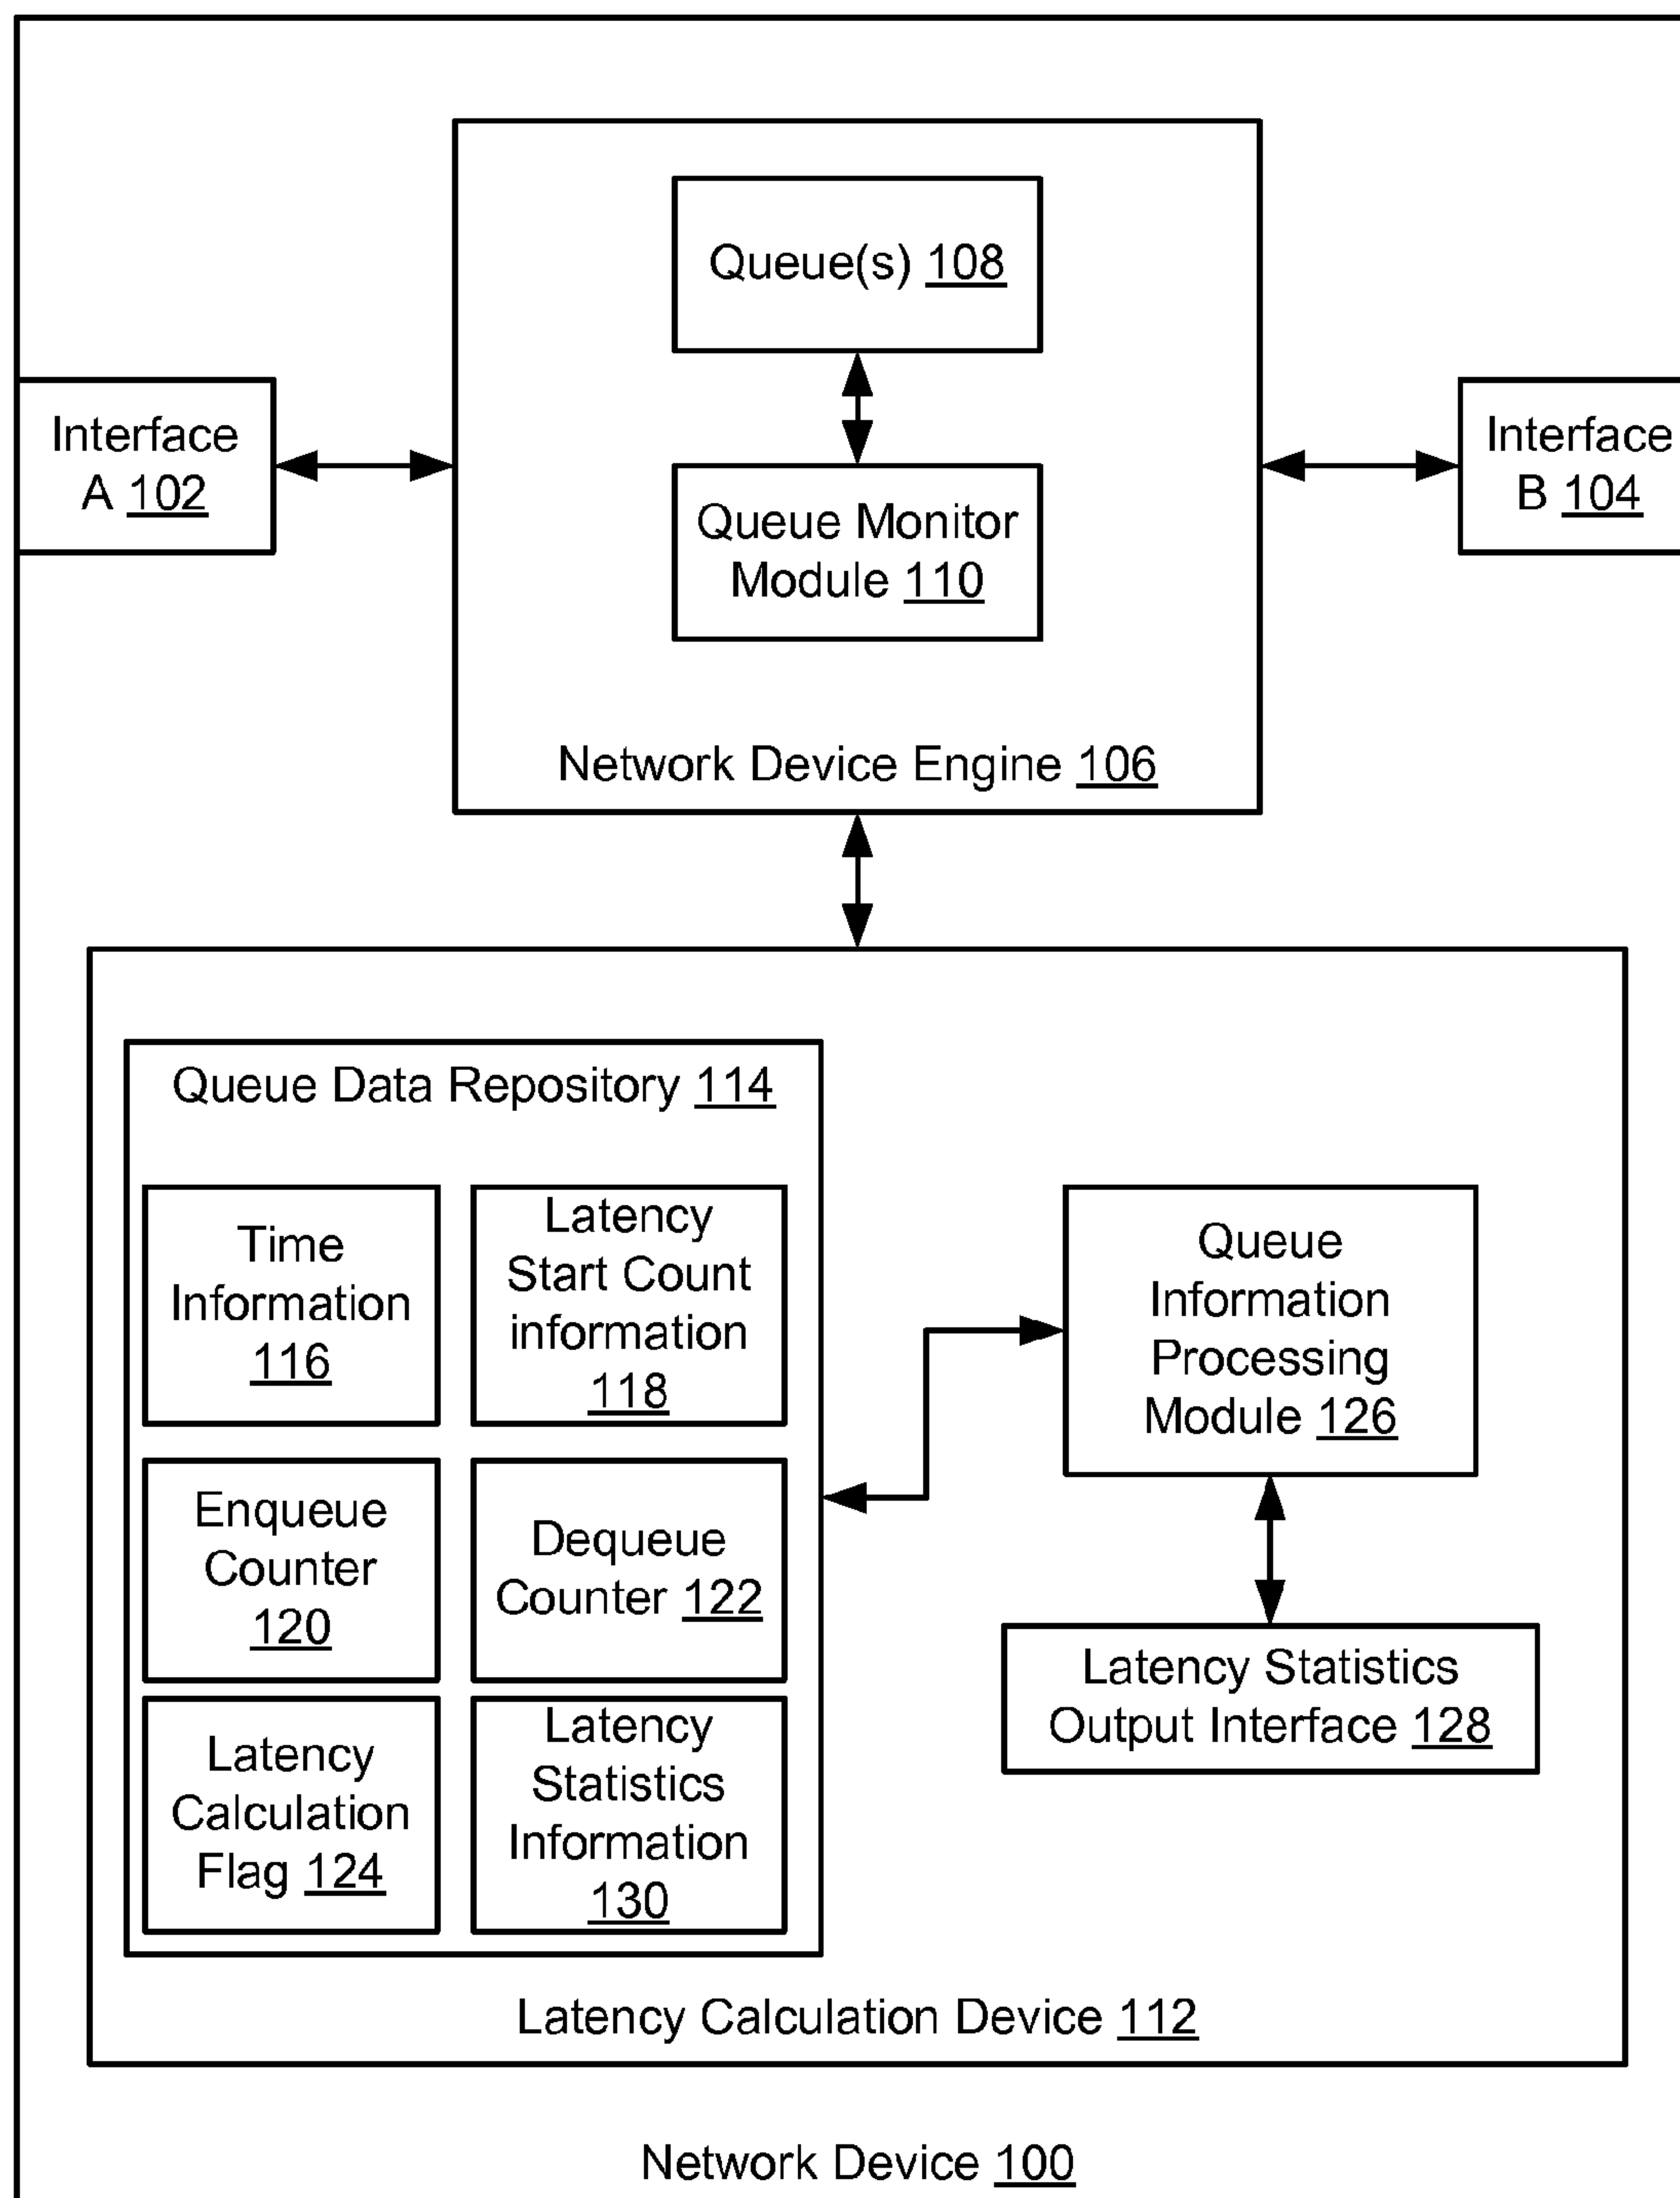 Queue(s) 108
Interface
A 102
Queue Monitor
Module 110
Interface
B 104
Network Device Engine 106
Queue Data Repository 114
Time
Information
116
Latency
Start Count
information
118
Enqueue
Counter
120
Dequeue
Counter 122
Latency
Calculation
Flag 124
Latency
Statistics
Information
130
Queue
Information
Processing
Module 126
Latency Statistics
Output Interface 128
Latency Calculation Device 112
Network Device 100